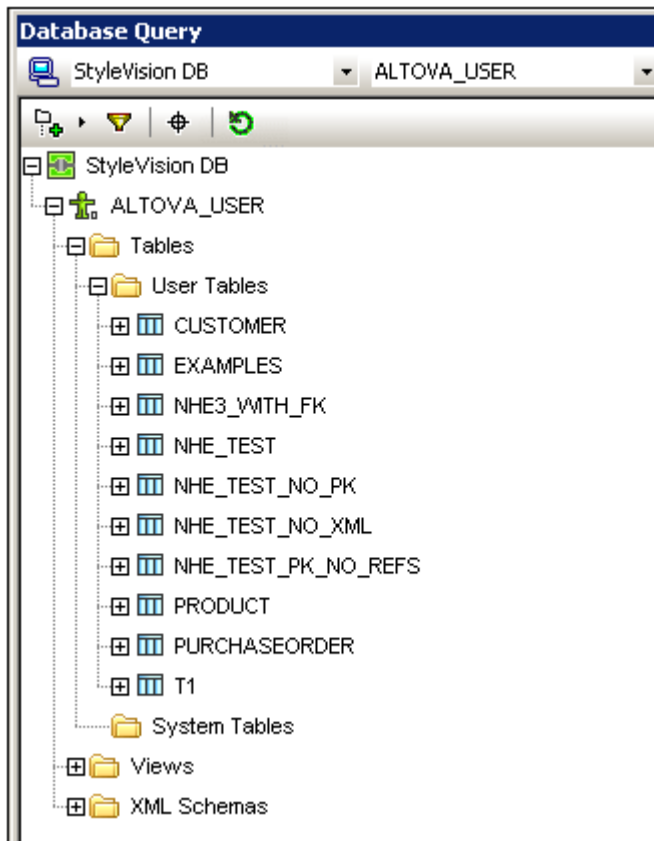 Database Query
StyleVision DB ALTOVA_USER
StyleVision DB
ALTOVA_USER
Tables
User Tables
CUSTOMER
EXAMPLES
NHE3_WITH_FK
NHE_TEST
NHE_TEST_NO_PK
NHE_TEST_NO_XML
NHE_TEST_PK_NO_REFS
PRODUCT
PURCHASEORDER
T1
System Tables
Views
XML Schemas